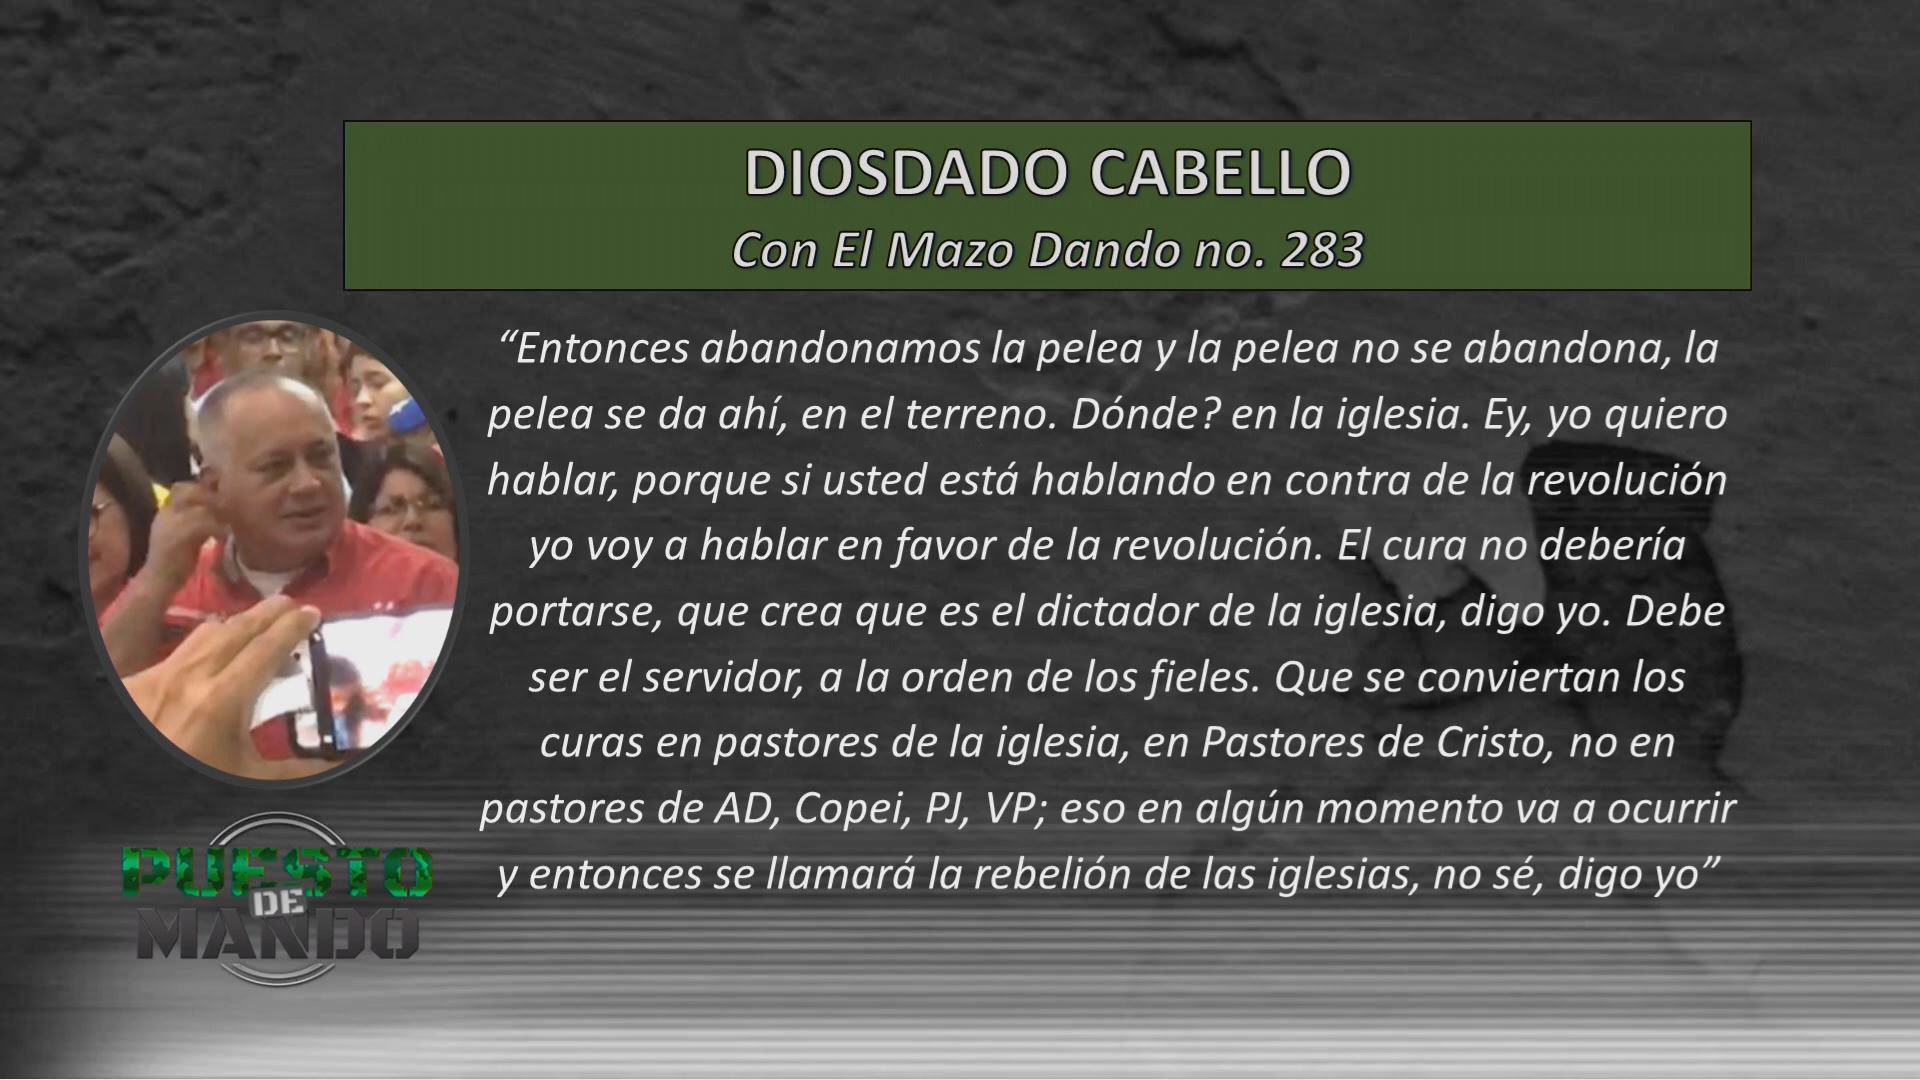 DIOSDADO CABELLO
Con El Mazo Dando no. 283
“Entonces abandonamos la pelea y la pelea no se abandona, la
pelea se da ahí, en el terreno. Dónde? en la iglesia. Ey, yo quiero
hablar, porque si usted está hablando en contra de la revolución
yo voy a hablar en favor de la revolución. El cura no debería
portarse, que crea que es el dictador de la iglesia, digo yo. Debe
ser el servidor, a la orden de los fieles. Que se conviertan los
curas en pastores de la iglesia, en Pastores de Cristo, no en
pastores de AD, Copei, PJ, VP; eso en algún momento va a ocurrir
y entonces se llamará la rebelión de las iglesias, no sé, digo yo”
PUESTO
DE
MANDO